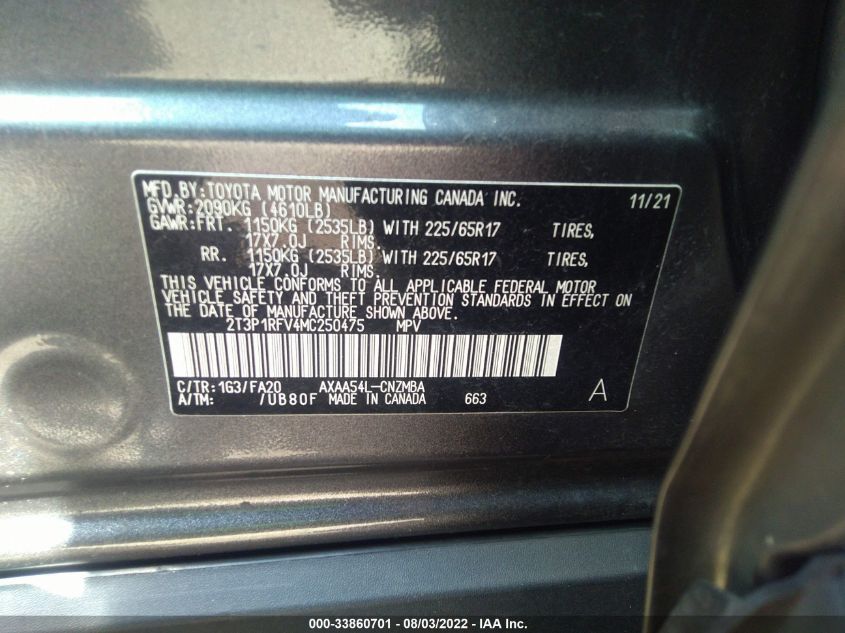 MFD.BY:TOYOTA MOTOR MANUFACTURING CANADA INC. 11/21
GVWR:2090KG (4610LB)
GAWR:FRT. 1150KG (2535LB) WITH 225/65R17 TIRES,
17X7.0J RIMS.
RR. 1150KG (2535LB) WITH 225/65R17 TIRES,
17X7.0J RIMS.
THIS VEHICLE CONFORMS TO ALL APPLICABLE FEDERAL MOTOR
VEHICLE SAFETY AND THEFT PREVENTION STANDARDS IN EFFECT ON
THE DATE OF MANUFACTURE SHOWN ABOVE.
2T3P1RFV4MC250475 MPV
C/TR:1G3/FA20 AXAA54L-CNZMBA
A/TM: /UB80F MADE IN CANADA 663 A
000-33860701 - 08/03/2022 - IAA Inc.